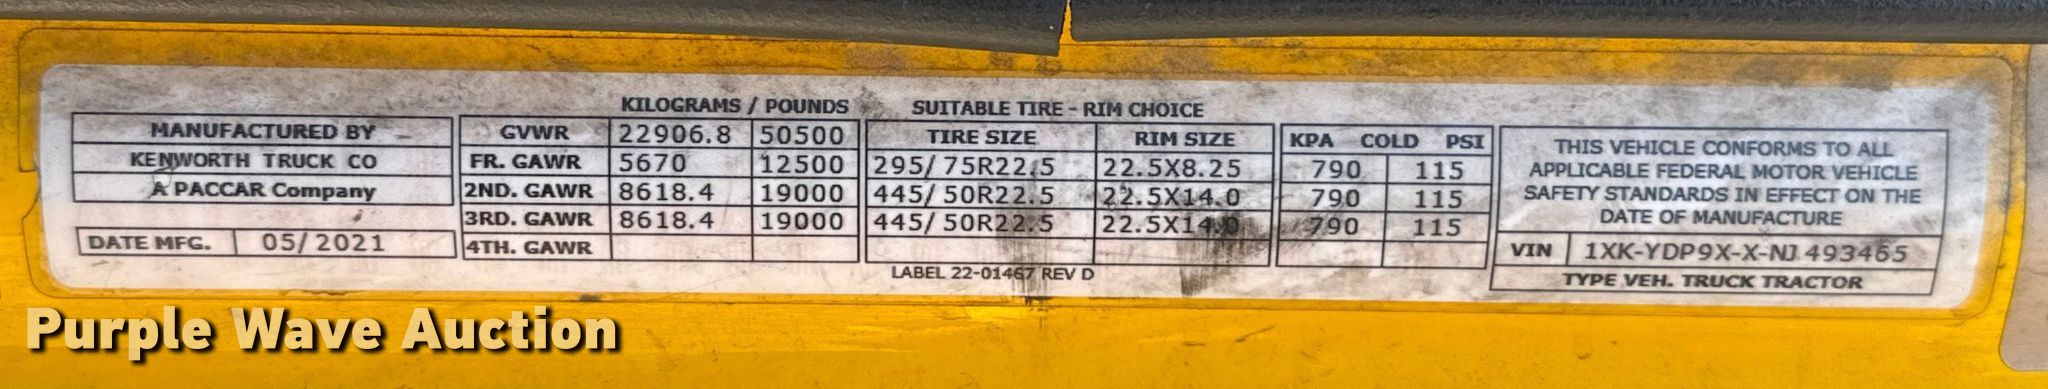 KILOGRAMS / POUNDS SUITABLE TIRE - RIM CHOICE
MANUFACTURED BY GVWR 22906.8 50500 TIRE SIZE RIM SIZE KPA COLD PSI
KENWORTH TRUCK CO FR. GAWR 5670 12500 295/ 75R22.5 22.5X8.25 790 115
A PACCAR Company 2ND. GAWR 8618.4 19000 445/ 50R22.5 22.5X14.0 790 115
3RD. GAWR 8618.4 19000 445/ 50R22.5 22.5X14.0 790 115
DATE MFG. 05/2021 4TH. GAWR
LABEL 22-01467 REV D
THIS VEHICLE CONFORMS TO ALL
APPLICABLE FEDERAL MOTOR VEHICLE
SAFETY STANDARDS IN EFFECT ON THE
DATE OF MANUFACTURE
VIN 1XK-YDP9X-X-NJ 493465
TYPE VEH. TRUCK TRACTOR
Purple Wave Auction